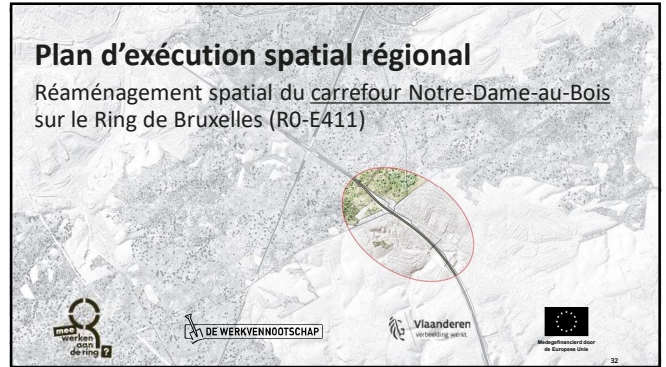 Plan d’exécution spatial régional
Réaménagement spatial du carrefour Notre-Dame-au-Bois
sur le Ring de Bruxelles (R0-E411)
mee
werken
aan
de ring ?
DE WERKVENNOOTSCHAP
Vlaanderen
verbeelding werkt
Medegefinancierd door
de Europese Unie
32